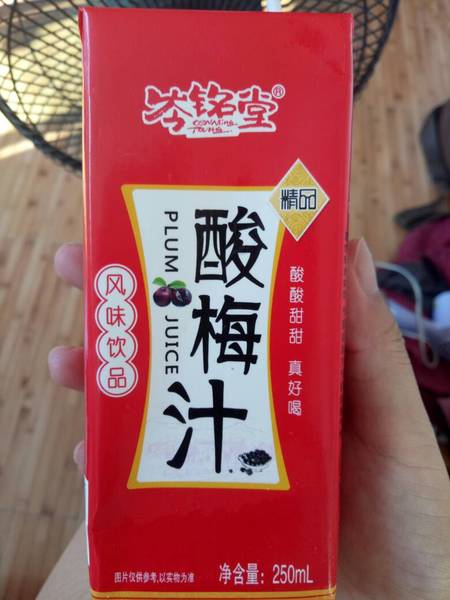 岑铭堂®
精品
酸梅汁
PLUM JUICE
风味饮品
酸酸甜甜 真好喝
图片仅供参考,以实物为准
净含量: 250mL